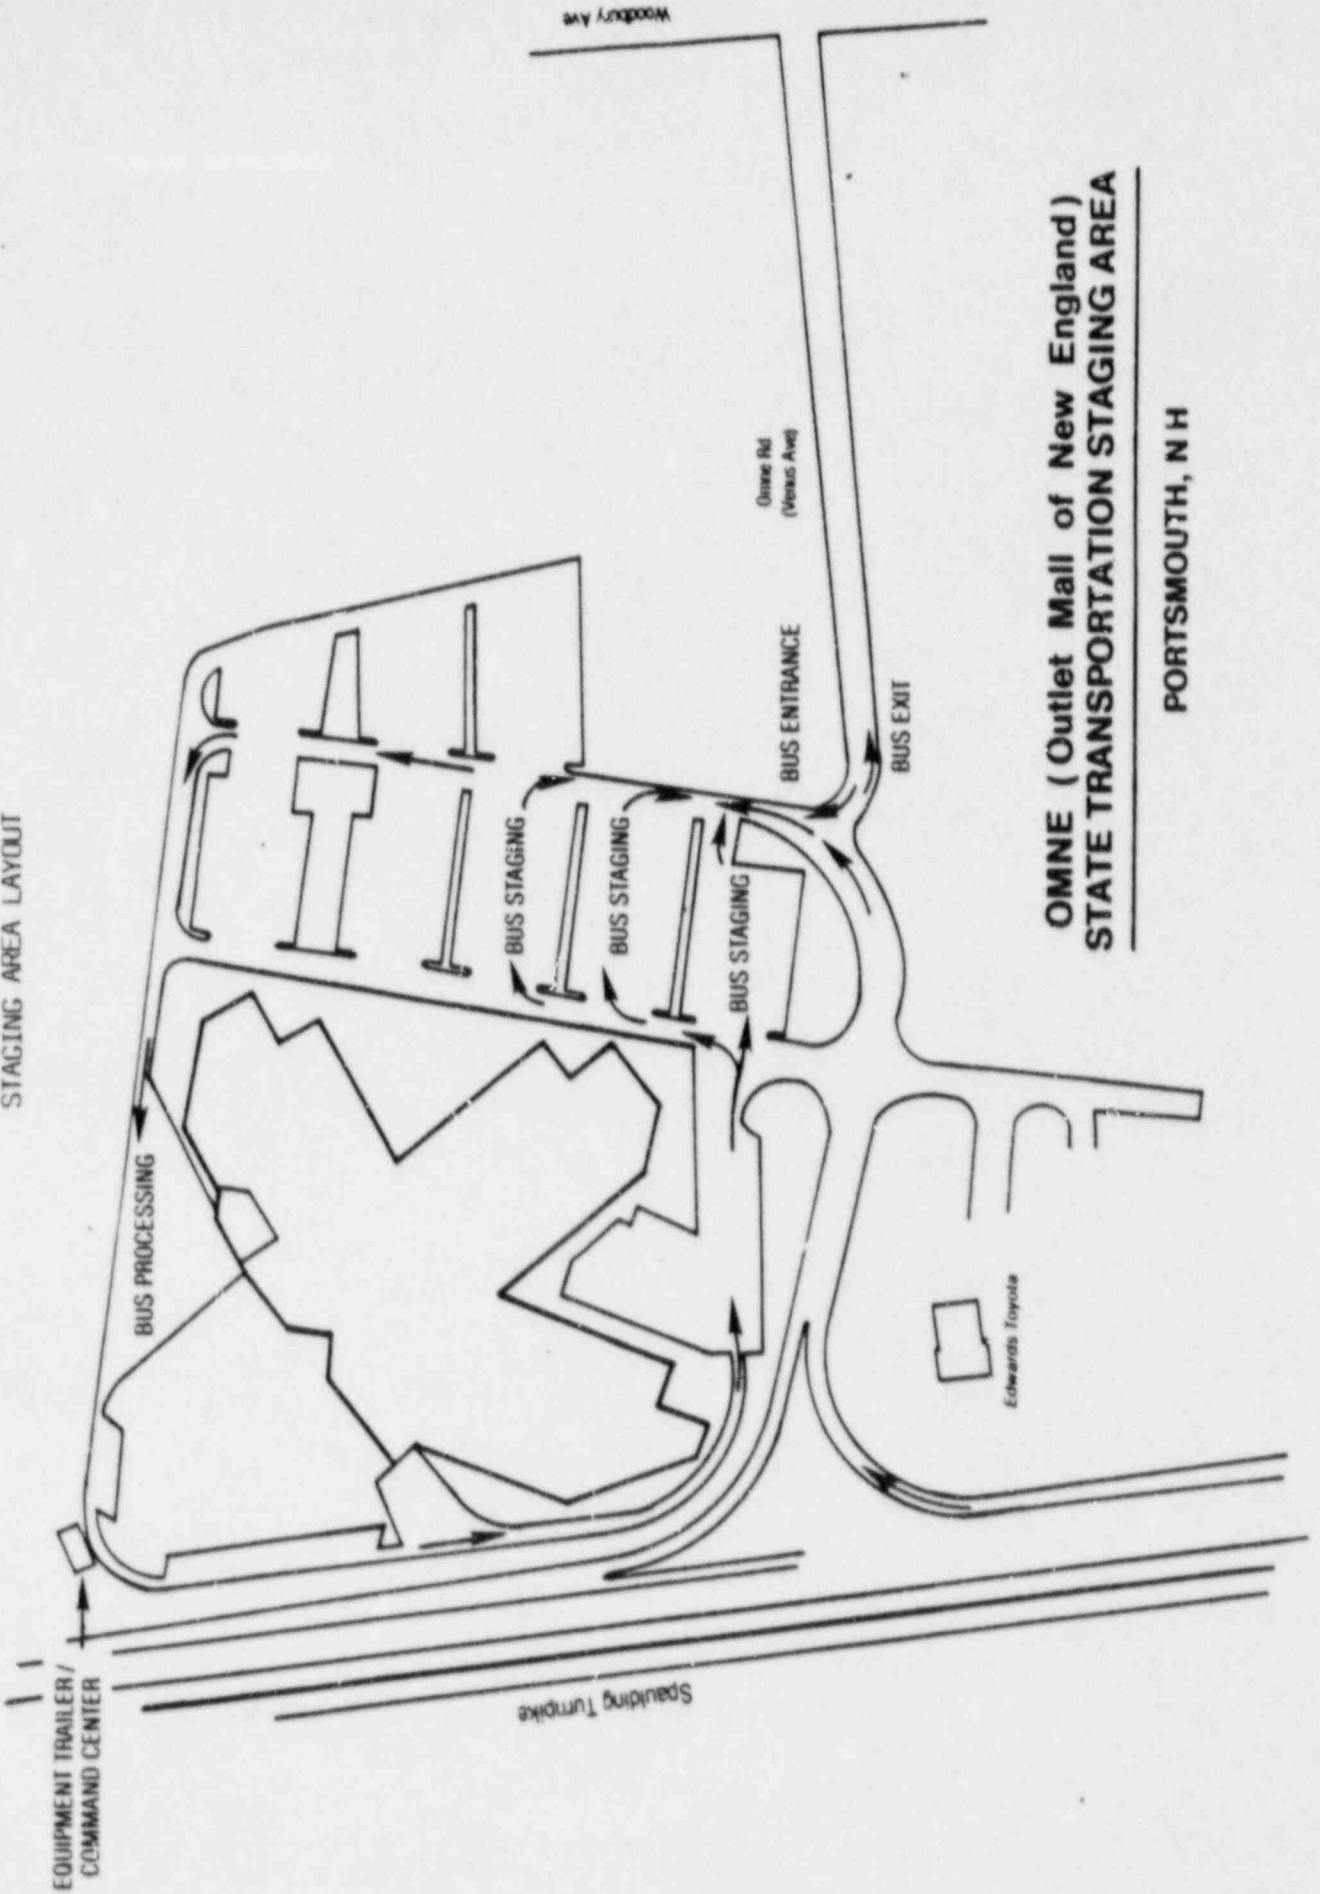 STAGING AREA LAYOUT
EQUIPMENT TRAILER/
COMMAND CENTER
BUS PROCESSING
BUS STAGING
BUS STAGING
BUS STAGING
BUS ENTRANCE
BUS EXIT
Omne Rd
(Venus Ave)
Woodbury Ave
Spaulding Turnpike
Edwards Toyota
OMNE (Outlet Mall of New England)
STATE TRANSPORTATION STAGING AREA
PORTSMOUTH, N H